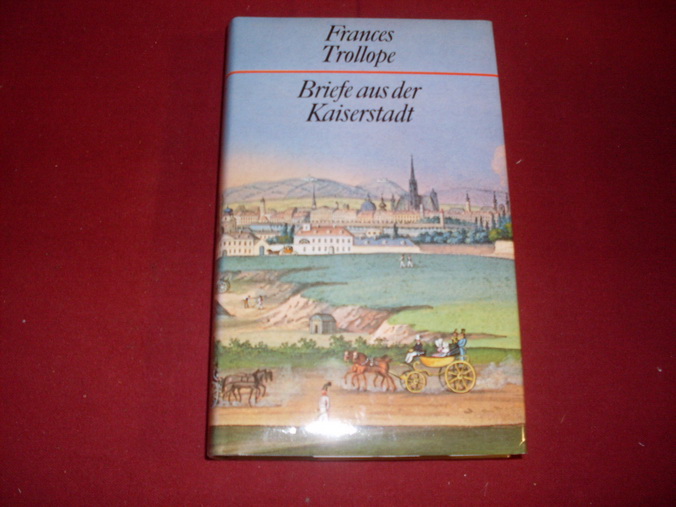 Frances
Trollope
Briefe aus der
Kaiserstadt